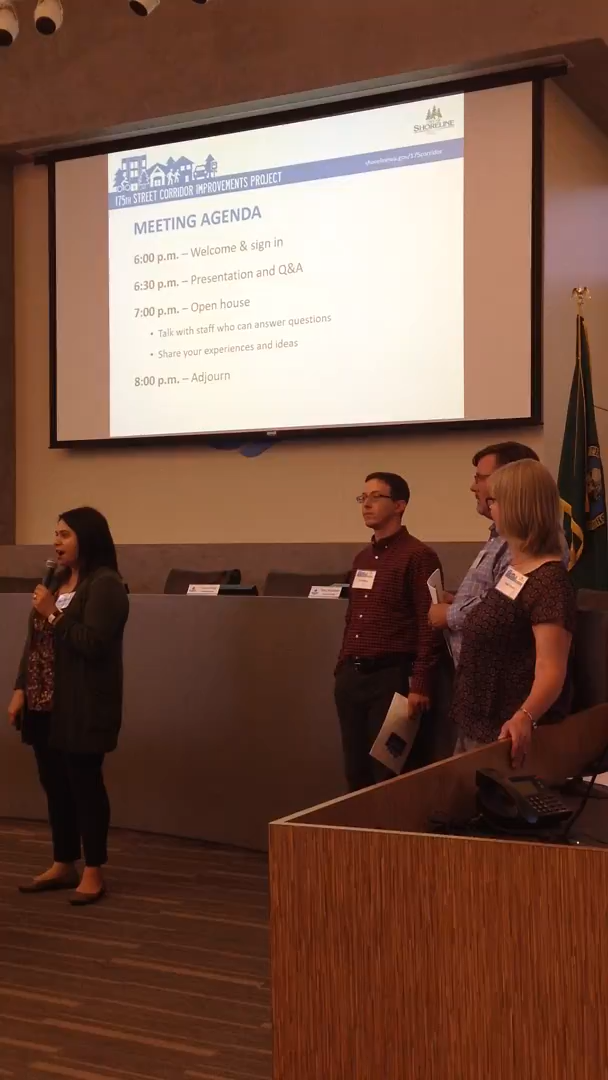 SHORELINE
shorelinewa.gov/175corridor
175TH STREET CORRIDOR IMPROVEMENTS PROJECT
MEETING AGENDA
6:00 p.m. – Welcome & sign in
6:30 p.m. – Presentation and Q&A
7:00 p.m. – Open house
• Talk with staff who can answer questions
• Share your experiences and ideas
8:00 p.m. – Adjourn